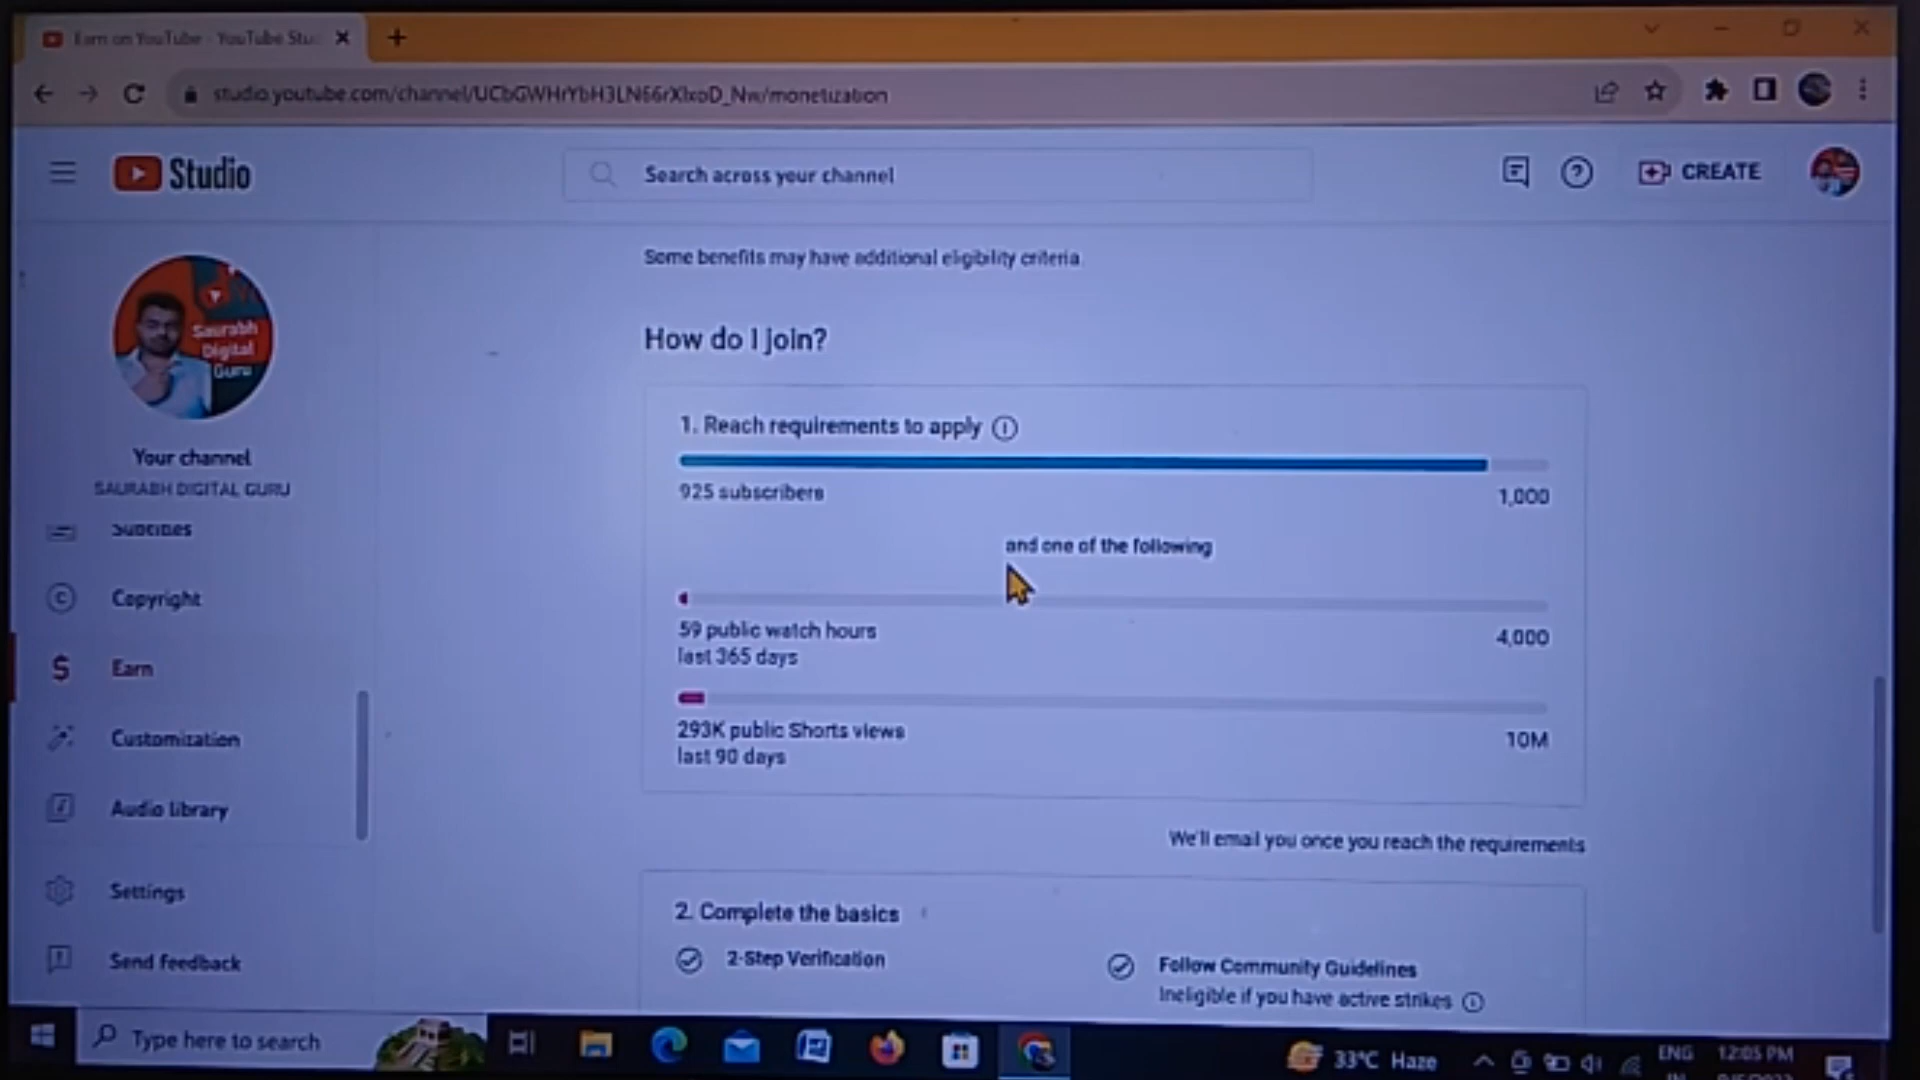 Earn on YouTube - YouTube Stu
studio.youtube.com/channel/UCbGWHrYbH3LN66rXlxoD_Nw/monetization
Studio
Search across your channel
CREATE
Some benefits may have additional eligibility criteria
How do I join?
Saurabh
Digital
Guru
1. Reach requirements to apply
925 subscribers
1,000
Your channel
SAURABH DIGITAL GURU
and one of the following
Subtitles
Copyright
59 public watch hours
last 365 days
4,000
Earn
293K public Shorts views
last 90 days
10M
Customization
Audio library
We'll email you once you reach the requirements
Settings
2. Complete the basics
Send feedback
2-Step Verification
Follow Community Guidelines
Ineligible if you have active strikes
Type here to search
33°C Haze
ENG
12:05 PM